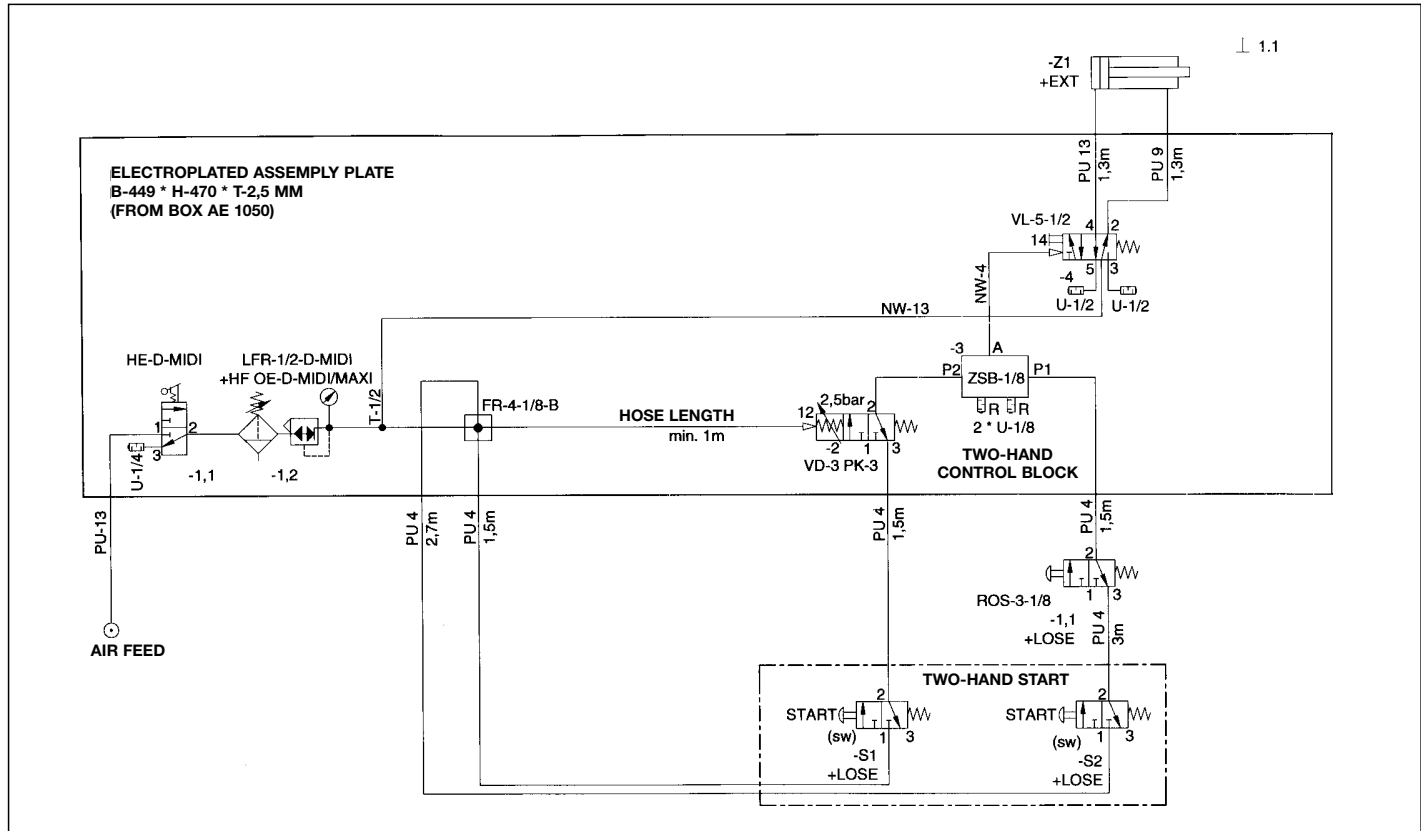 ⊥ 1.1
-Z1
+EXT
PU 13
1,3m
PU 9
1,3m
ELECTROPLATED ASSEMPLY PLATE
B-449 * H-470 * T-2,5 MM
(FROM BOX AE 1050)
VL-5-1/2
4 2
14
5 3
-4
U-1/2
U-1/2
NW-4
NW-13
HE-D-MIDI
LFR-1/2-D-MIDI
+HF OE-D-MIDI/MAXI
T-1/2
FR-4-1/8-B
HOSE LENGTH
min. 1m
-3 A
P2
P1
ZSB-1/8
R R
2 * U-1/8
TWO-HAND
CONTROL BLOCK
2,5bar
2
12
-2
1
3
VD-3 PK-3
1
2
3
U-1/4
-1,1
-1,2
PU-13
PU 4
2,7m
PU 4
1,5m
PU 4
1,5m
PU 4
1,5m
2
1
3
ROS-3-1/8
-1,1
+LOSE
PU 4
3m
AIR FEED
TWO-HAND START
2
START
1
3
(sw)
-S1
+LOSE
2
START
1
3
(sw)
-S2
+LOSE